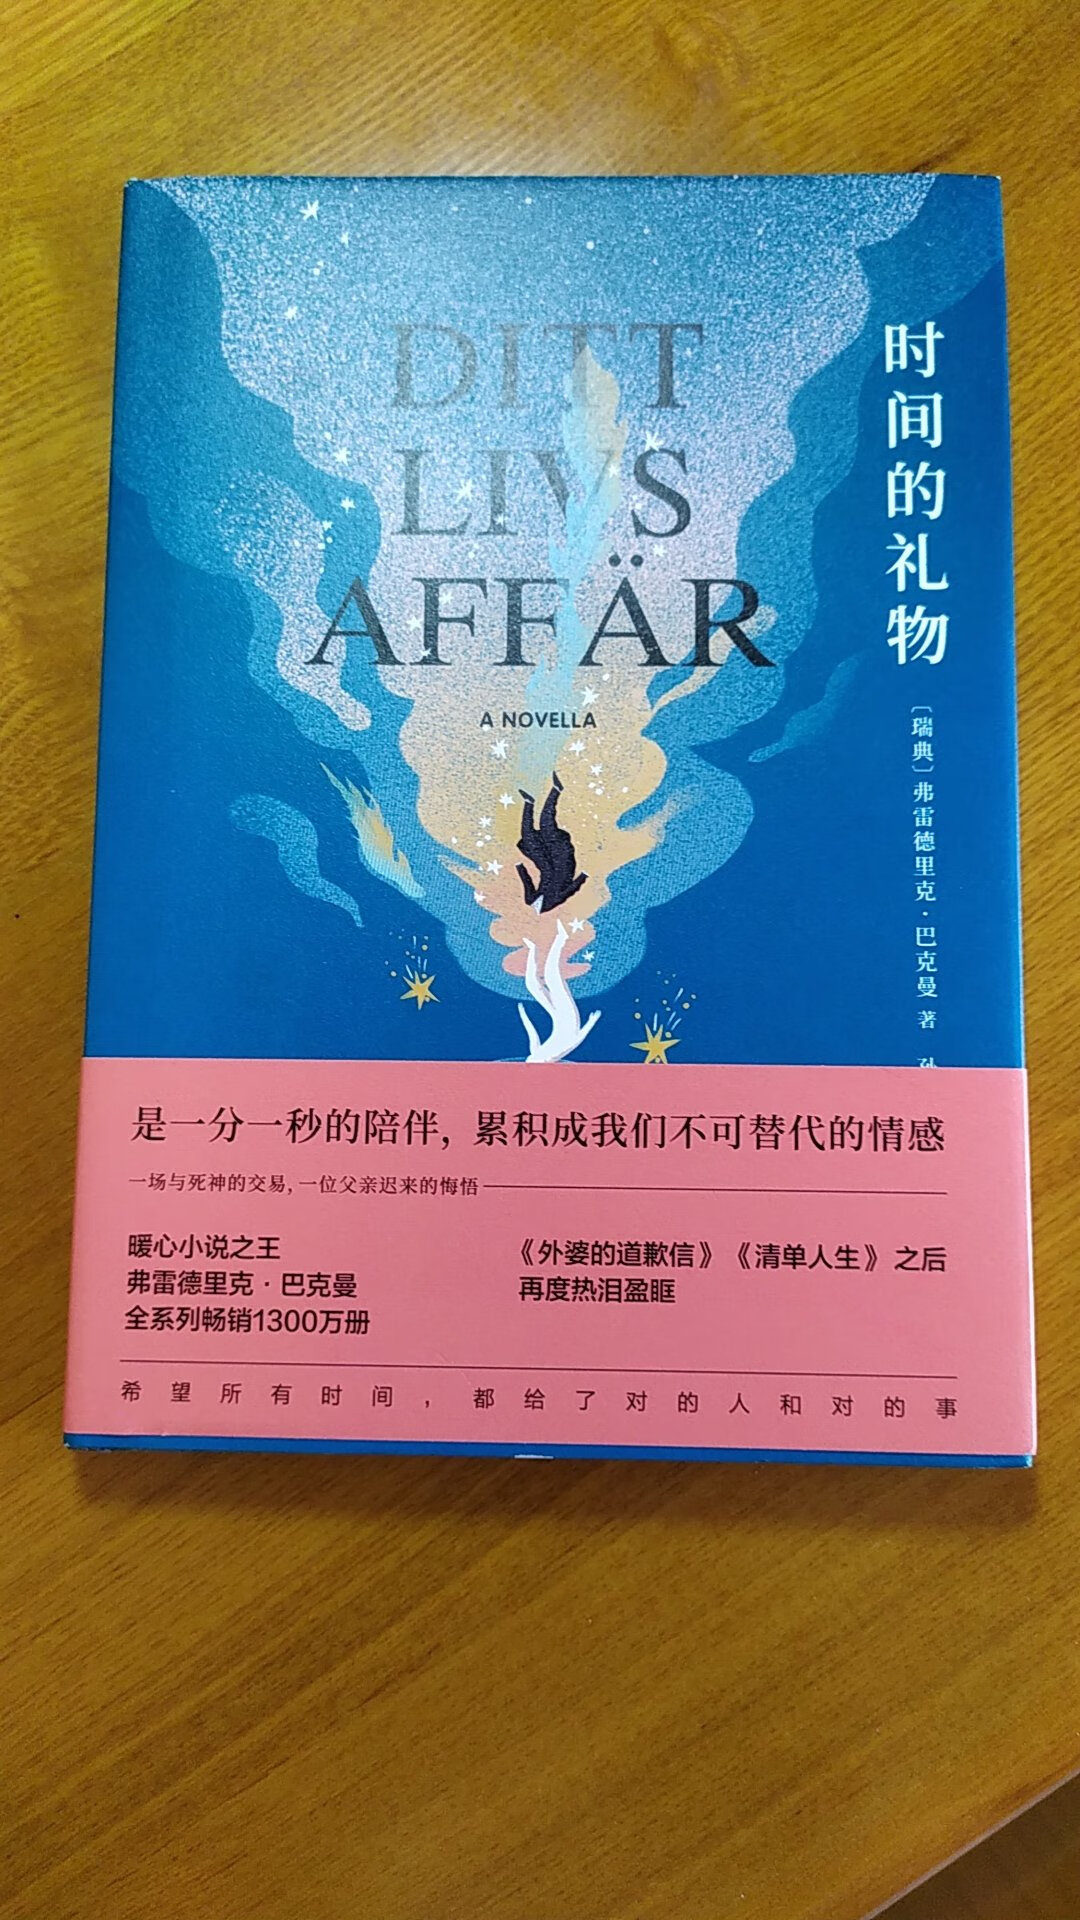 DITT
LIVS
AFFÄR
A NOVELLA
时间的礼物
〔瑞典〕弗雷德里克·巴克曼 著 孙
是一分一秒的陪伴，累积成我们不可替代的情感
一场与死神的交易，一位父亲迟来的悔悟
暖心小说之王
弗雷德里克·巴克曼
全系列畅销1300万册
《外婆的道歉信》《清单人生》之后
再度热泪盈眶
希望所有时间，都给了对的人和对的事